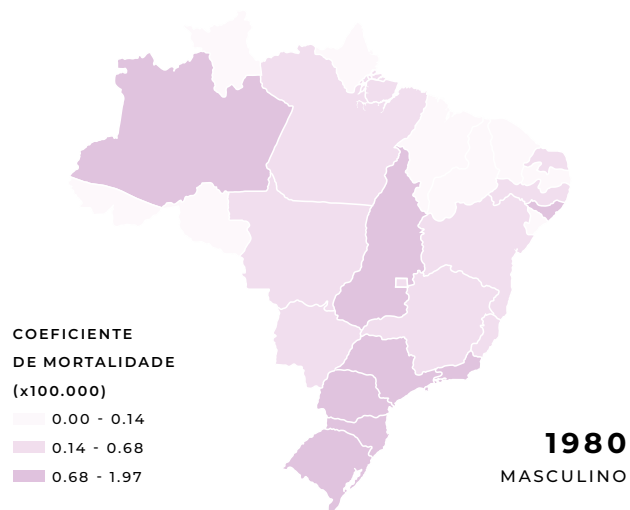 COEFICIENTE
DE MORTALIDADE
(x100.000)
0.00 - 0.14
0.14 - 0.68
0.68 - 1.97
1980
MASCULINO